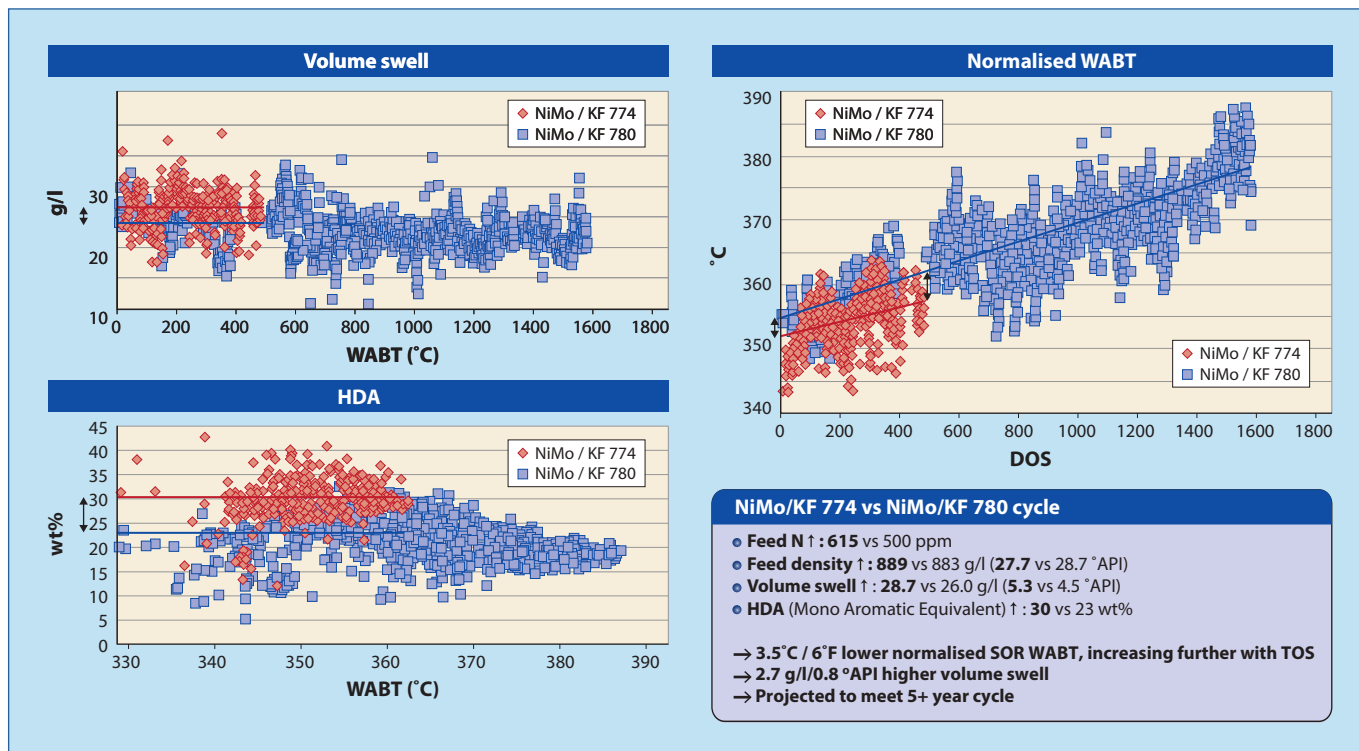 Volume swell
NiMo / KF 774
NiMo / KF 780
g/l
30
20
10
0 200 400 600 800 1000 1200 1400 1600 1800
WABT (˚C)
HDA
NiMo / KF 774
NiMo / KF 780
wt%
45
40
35
30
25
20
15
10
5
0
330 340 350 360 370 380 390
WABT (˚C)
Normalised WABT
NiMo / KF 774
NiMo / KF 780
˚C
390
380
370
360
350
340
NiMo / KF 774
NiMo / KF 780
0 200 400 600 800 1000 1200 1400 1600 1800
DOS
NiMo/KF 774 vs NiMo/KF 780 cycle
Feed N ↑ : 615 vs 500 ppm
Feed density ↑ : 889 vs 883 g/l (27.7 vs 28.7 ˚API)
Volume swell ↑ : 28.7 vs 26.0 g/l (5.3 vs 4.5 ˚API)
HDA (Mono Aromatic Equivalent) ↑ : 30 vs 23 wt%
→ 3.5˚C / 6˚F lower normalised SOR WABT, increasing further with TOS
→ 2.7 g/l/0.8 ºAPI higher volume swell
→ Projected to meet 5+ year cycle